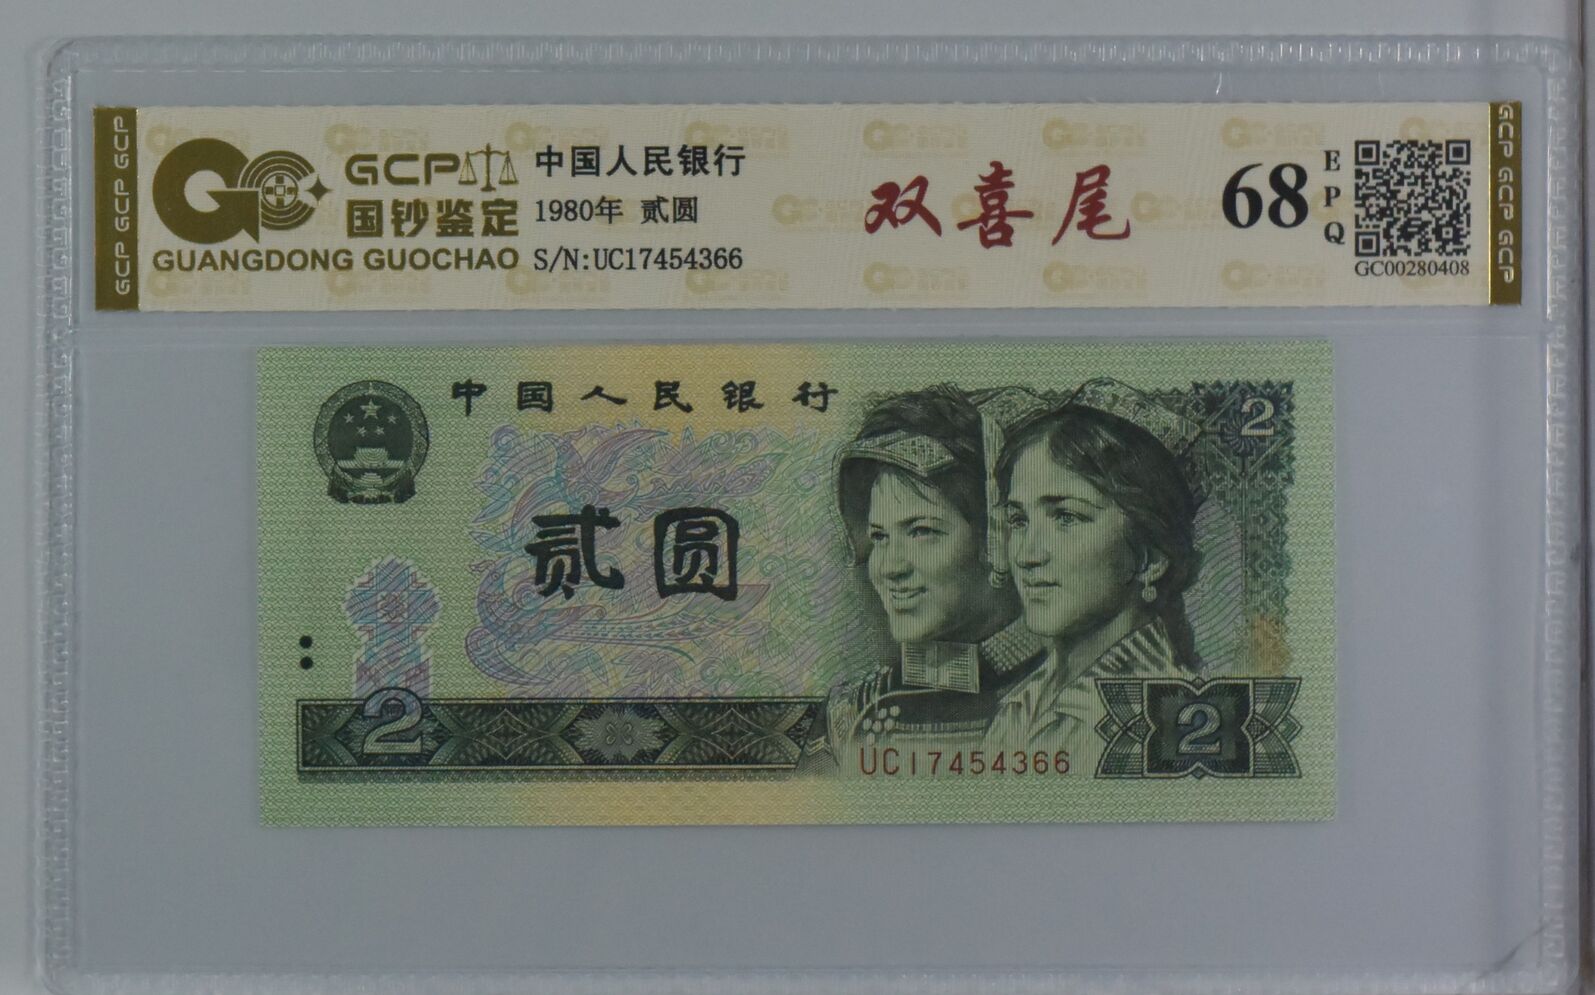 GCP GCP GCP
GCP
国钞鉴定
GUANGDONG GUOCHAO
中国人民银行
1980年 贰圆
S/N:UC17454366
双喜尾
68
EPQ
GC00280408
GCP GCP GCP
中国人民银行
2
贰圆
2
UC17454366
2